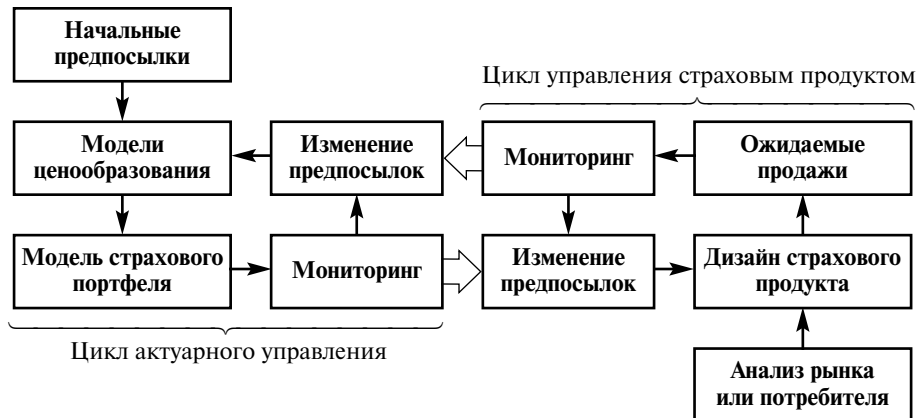 Начальные
предпосылки
Цикл управления страховым продуктом
Модели
ценообразования
Изменение
предпосылок
Мониторинг
Ожидаемые
продажи
Модель страхового
портфеля
Мониторинг
Изменение
предпосылок
Дизайн страхового
продукта
Цикл актуарного управления
Анализ рынка
или потребителя